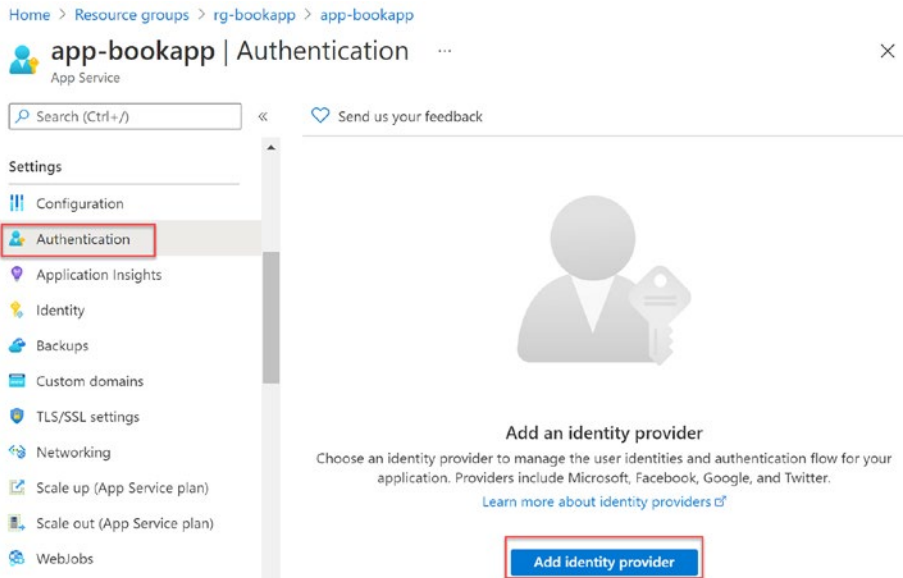 Home > Resource groups > rg-bookapp > app-bookapp
app-bookapp | Authentication ...
App Service
Search (Ctrl+/)
«
Send us your feedback
Settings
Configuration
Authentication
Application Insights
Identity
Backups
Custom domains
TLS/SSL settings
Networking
Scale up (App Service plan)
Scale out (App Service plan)
WebJobs
Add an identity provider
Choose an identity provider to manage the user identities and authentication flow for your
application. Providers include Microsoft, Facebook, Google, and Twitter.
Learn more about identity providers
Add identity provider